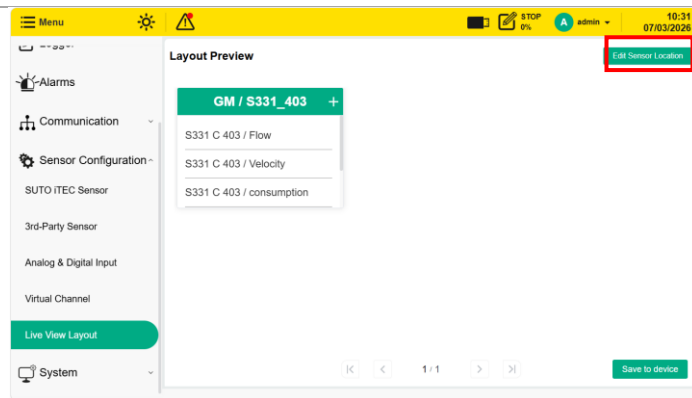 Menu
STOP
0%
A
admin
10:31
07/03/2026
Alarms
Communication
Sensor Configuration
SUTO iTEC Sensor
3rd-Party Sensor
Analog & Digital Input
Virtual Channel
Live View Layout
System
Layout Preview
Edit Sensor Location
GM / S331_403 +
S331 C 403 / Flow
S331 C 403 / Velocity
S331 C 403 / consumption
1 / 1
Save to device